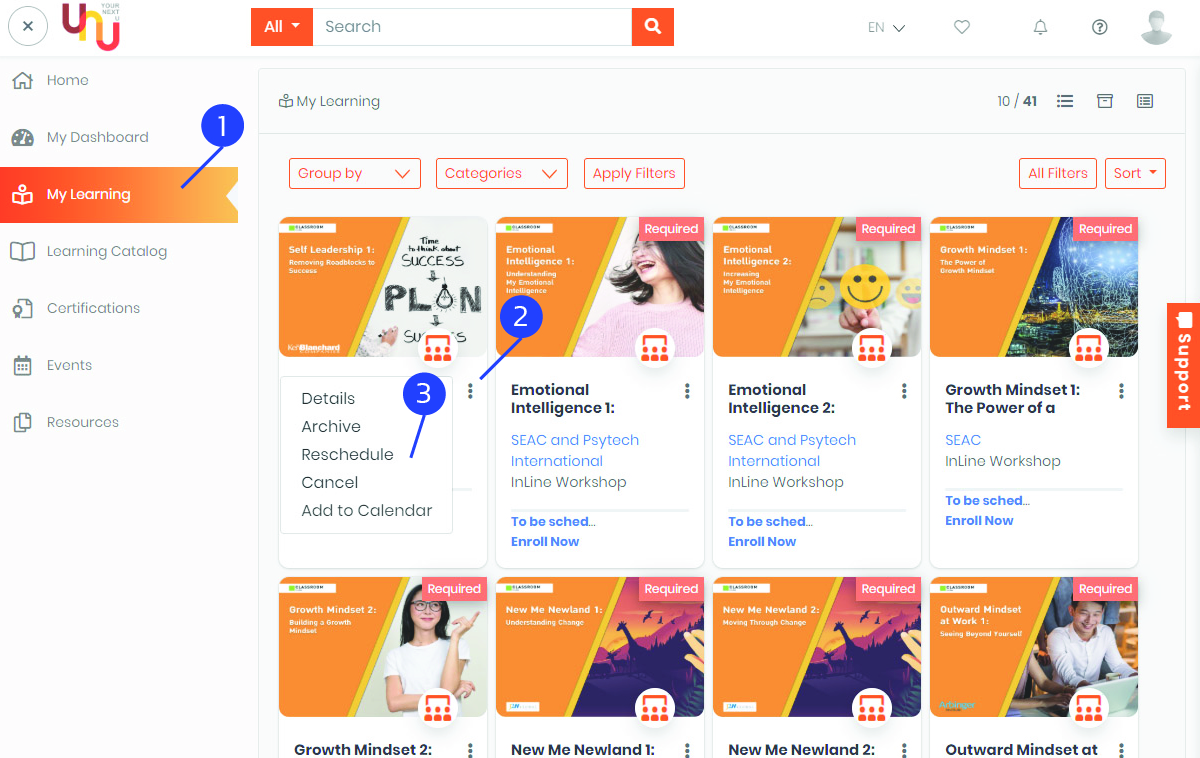 YOUR
NEXT
U
unu
All
Search
EN
Home
My Dashboard
My Learning
Learning Catalog
Certifications
Events
Resources
1
My Learning
10 / 41
Group by
Categories
Apply Filters
All Filters
Sort
CLASSROOM
Self Leadership 1:
Removing Roadblocks to
Success
Time
to think about
SUCCESS
PLAN
SUCCESS
Ken Blanchard
2
3
Details
Archive
Reschedule
Cancel
Add to Calendar
Required
CLASSROOM
Emotional
Intelligence 1:
Understanding
My Emotional
Intelligence
Emotional
Intelligence 1:
SEAC and Psytech
International
InLine Workshop
To be sched...
Enroll Now
Required
CLASSROOM
Emotional
Intelligence 2:
Increasing
My Emotional
Intelligence
Emotional
Intelligence 2:
SEAC and Psytech
International
InLine Workshop
To be sched...
Enroll Now
Required
CLASSROOM
Growth Mindset 1:
The Power of
Growth Mindset
Growth Mindset 1:
The Power of a
SEAC
InLine Workshop
To be sched...
Enroll Now
Support
Required
CLASSROOM
Growth Mindset 2:
Building a Growth
Mindset
Growth Mindset 2:
Required
CLASSROOM
New Me Newland 1:
Understanding Change
New Me Newland 1:
Required
CLASSROOM
New Me Newland 2:
Moving Through Change
New Me Newland 2:
Required
CLASSROOM
Outward Mindset
at Work 1:
Seeing Beyond Yourself
Arbinger
Outward Mindset at